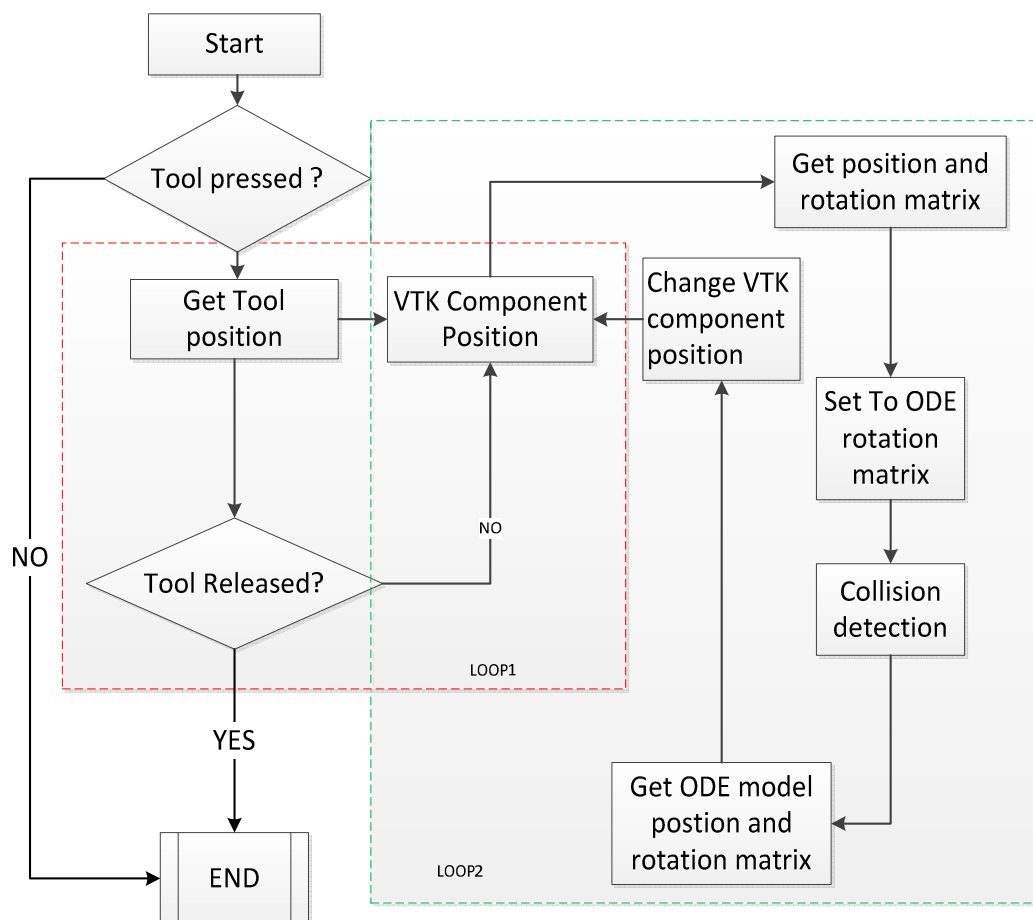 Start
Tool pressed ?
Get position and
rotation matrix
Get Tool
position
VTK Component
Position
Change VTK
component
position
Set To ODE
rotation
matrix
NO
NO
Tool Released?
Collision
detection
LOOP1
YES
Get ODE model
postion and
rotation matrix
END
LOOP2